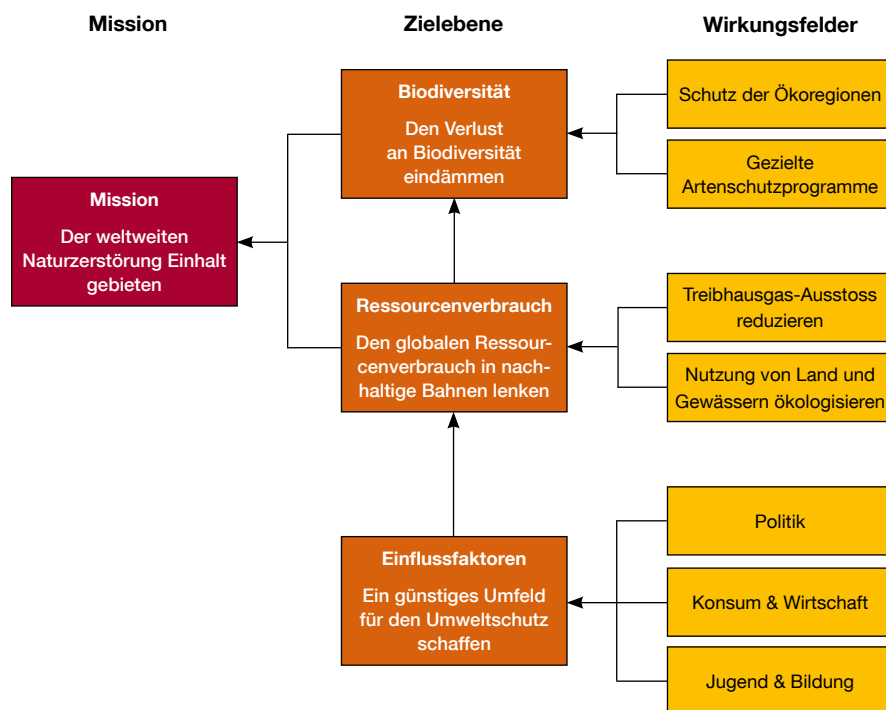 Mission
Zielebene
Wirkungsfelder
Mission
Der weltweiten
Naturzerstörung Einhalt
gebieten
Biodiversität
Den Verlust
an Biodiversität
eindämmen
Ressourcenverbrauch
Den globalen Ressour-
cenverbrauch in nach-
haltige Bahnen lenken
Einflussfaktoren
Ein günstiges Umfeld
für den Umweltschutz
schaffen
Schutz der Ökoregionen
Gezielte
Artenschutzprogramme
Treibhausgas-Ausstoss
reduzieren
Nutzung von Land und
Gewässern ökologisieren
Politik
Konsum & Wirtschaft
Jugend & Bildung